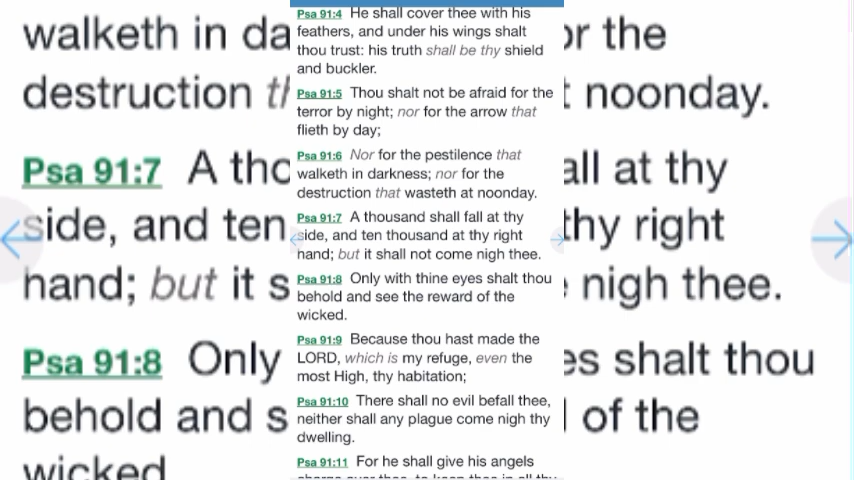 Psa 91:4 He shall cover thee with his
feathers, and under his wings shalt
thou trust: his truth shall be thy shield
and buckler.
Psa 91:5 Thou shalt not be afraid for the
terror by night; nor for the arrow that
flieth by day;
Psa 91:6 Nor for the pestilence that
walketh in darkness; nor for the
destruction that wasteth at noonday.
Psa 91:7 A thousand shall fall at thy
side, and ten thousand at thy right
hand; but it shall not come nigh thee.
Psa 91:8 Only with thine eyes shalt thou
behold and see the reward of the
wicked.
Psa 91:9 Because thou hast made the
LORD, which is my refuge, even the
most High, thy habitation;
Psa 91:10 There shall no evil befall thee,
neither shall any plague come nigh thy
dwelling.
Psa 91:11 For he shall give his angels
walketh in
or the
destruction
noonday.
Psa 91:7 A
all at thy
side, and ten
thy right
hand; but it
nigh thee.
Psa 91:8 Only
es shalt thou
behold and
of the
wicked